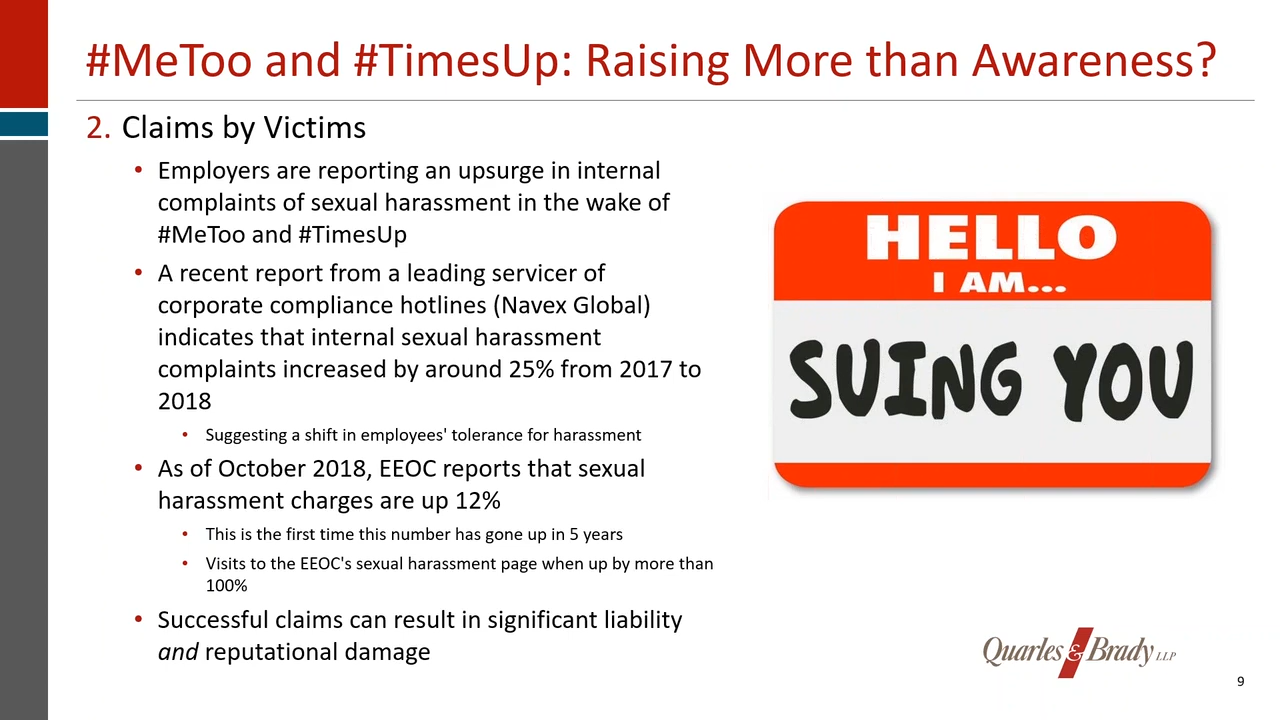 #MeToo and #TimesUp: Raising More than Awareness?
2. Claims by Victims
• Employers are reporting an upsurge in internal
complaints of sexual harassment in the wake of
#MeToo and #TimesUp
• A recent report from a leading servicer of
corporate compliance hotlines (Navex Global)
indicates that internal sexual harassment
complaints increased by around 25% from 2017 to
2018
• Suggesting a shift in employees' tolerance for harassment
• As of October 2018, EEOC reports that sexual
harassment charges are up 12%
• This is the first time this number has gone up in 5 years
• Visits to the EEOC's sexual harassment page when up by more than
100%
• Successful claims can result in significant liability
and reputational damage
HELLO
I AM...
SUING YOU
Quarles & Brady LLP
9